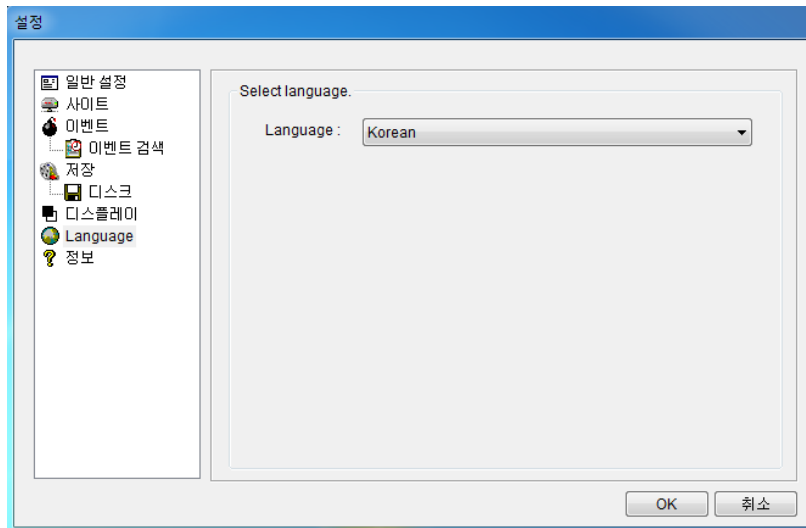 설정
일반 설정
사이트
이벤트
이벤트 검색
저장
디스크
디스플레이
Language
정보
Select language.
Language : Korean
OK 취소